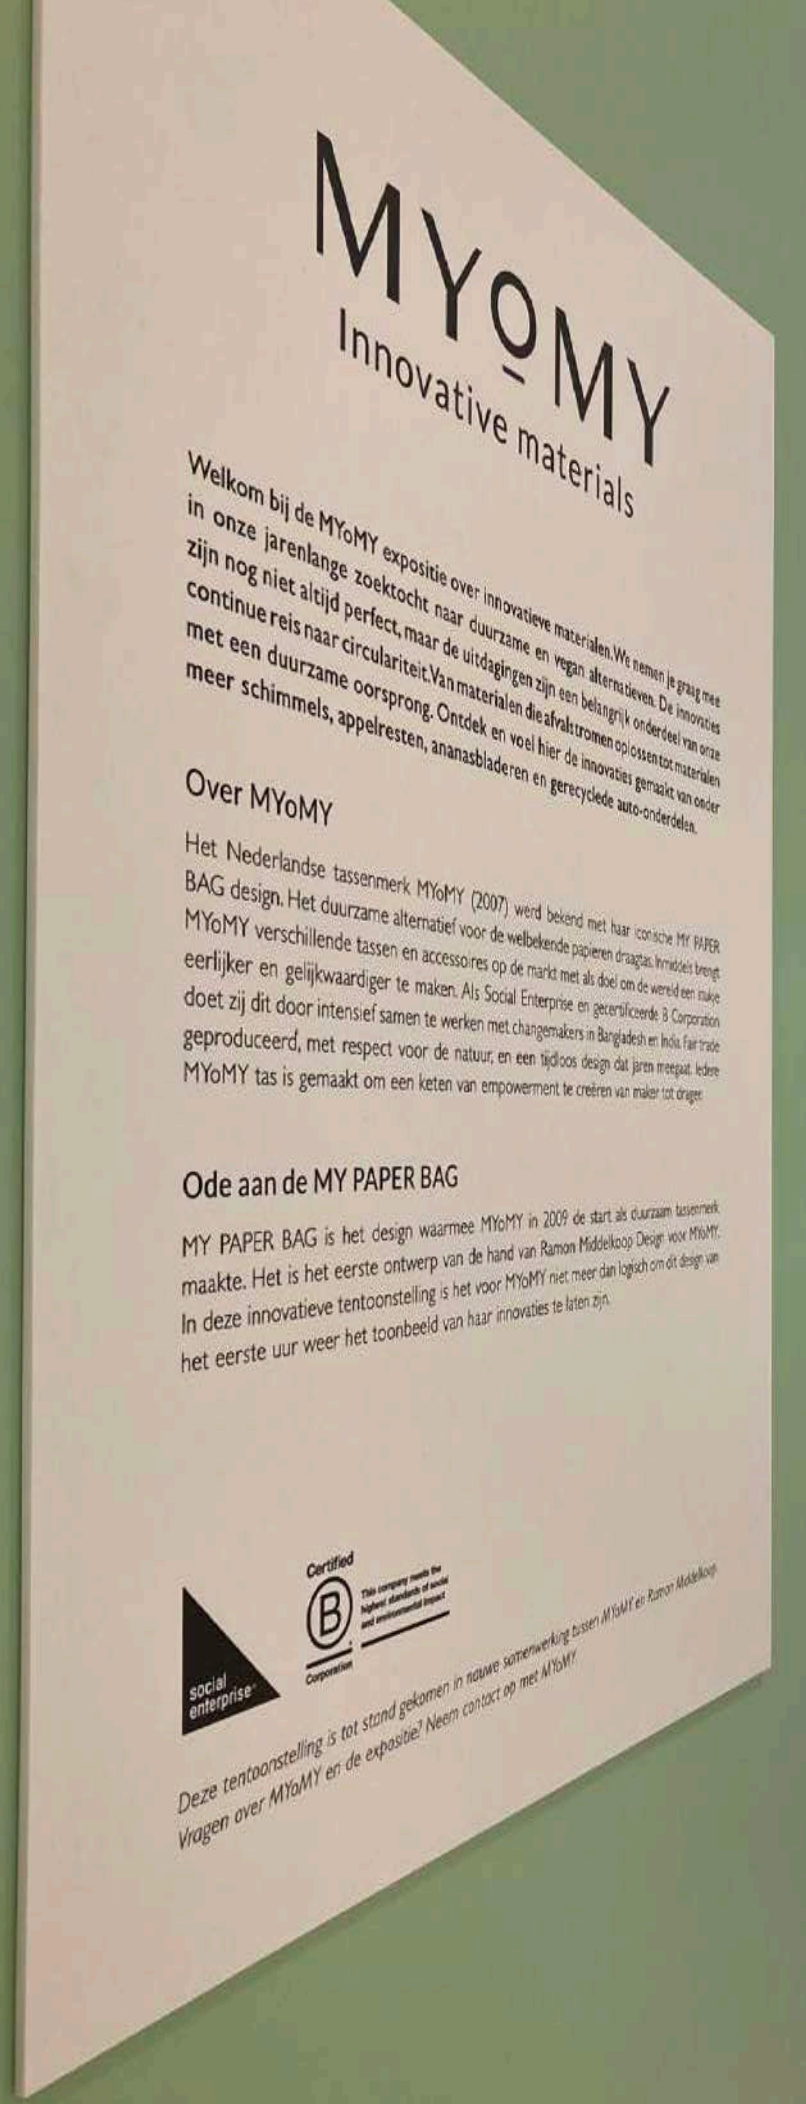 MYOMY
Innovative materials
Welkom bij de MYoMY expositie over innovatieve materialen. We nemen je graag mee
in onze jarenlange zoektocht naar duurzame en vegan alternatieven. De innovaties
zijn nog niet altijd perfect, maar de uitdagingen zijn een belangrijk onderdeel van onze
continue reis naar circulariteit. Van materialen die afvalstromen oplossen tot materialen
met een duurzame oorsprong. Ontdek en voel hier de innovaties gemaakt van onder
meer schimmels, appelresten, ananasbladeren en gerecyclede auto-onderdelen.
Over MYoMY
Het Nederlandse tassenmerk MYoMY (2007) werd bekend met haar iconische MY PAPER
BAG design. Het duurzame alternatief voor de welbekende papieren draagtas. Inmiddels brengt
MYoMY verschillende tassen en accessoires op de markt met als doel om de wereld een stukje
eerlijker en gelijkwaardiger te maken. Als Social Enterprise en gecertificeerde B Corporation
doet zij dit door intensief samen te werken met changemakers in Bangladesh en India. Fair trade
geproduceerd, met respect voor de natuur, en een tijdloos design dat jaren meegaat. Iedere
MYoMY tas is gemaakt om een keten van empowerment te creëren van maker tot drager.
Ode aan de MY PAPER BAG
MY PAPER BAG is het design waarmee MYoMY in 2009 de start als duurzaam tassenmerk
maakte. Het is het eerste ontwerp van de hand van Ramon Middelkoop Design voor MYoMY.
In deze innovatieve tentoonstelling is het voor MYoMY niet meer dan logisch om dit design van
het eerste uur weer het toonbeeld van haar innovaties te laten zijn.
social
enterprise
Certified
B
Corporation
This company meets the
highest standards of social
and environmental impact
Deze tentoonstelling is tot stand gekomen in nauwe samenwerking tussen MYoMY en Ramon Middelkoop.
Vragen over MYoMY en de expositie? Neem contact op met MYoMY.